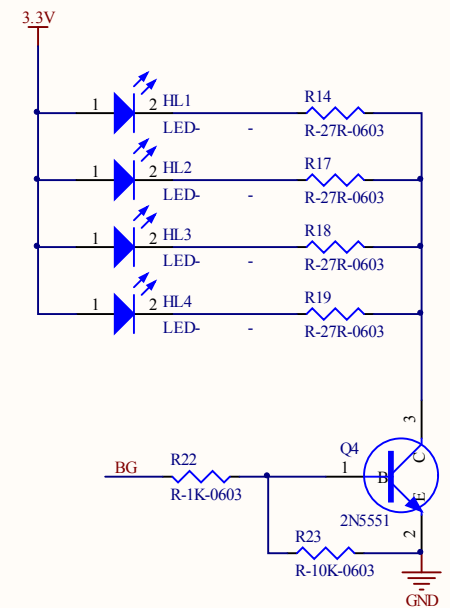 3.3V
1 2 HL1 R14
LED- - R-27R-0603
1 2 HL2 R17
LED- - R-27R-0603
1 2 HL3 R18
LED- - R-27R-0603
1 2 HL4 R19
LED- - R-27R-0603
3
Q4
C
BG R22 1 B
R-1K-0603 E
2N5551
2
R23
R-10K-0603
GND